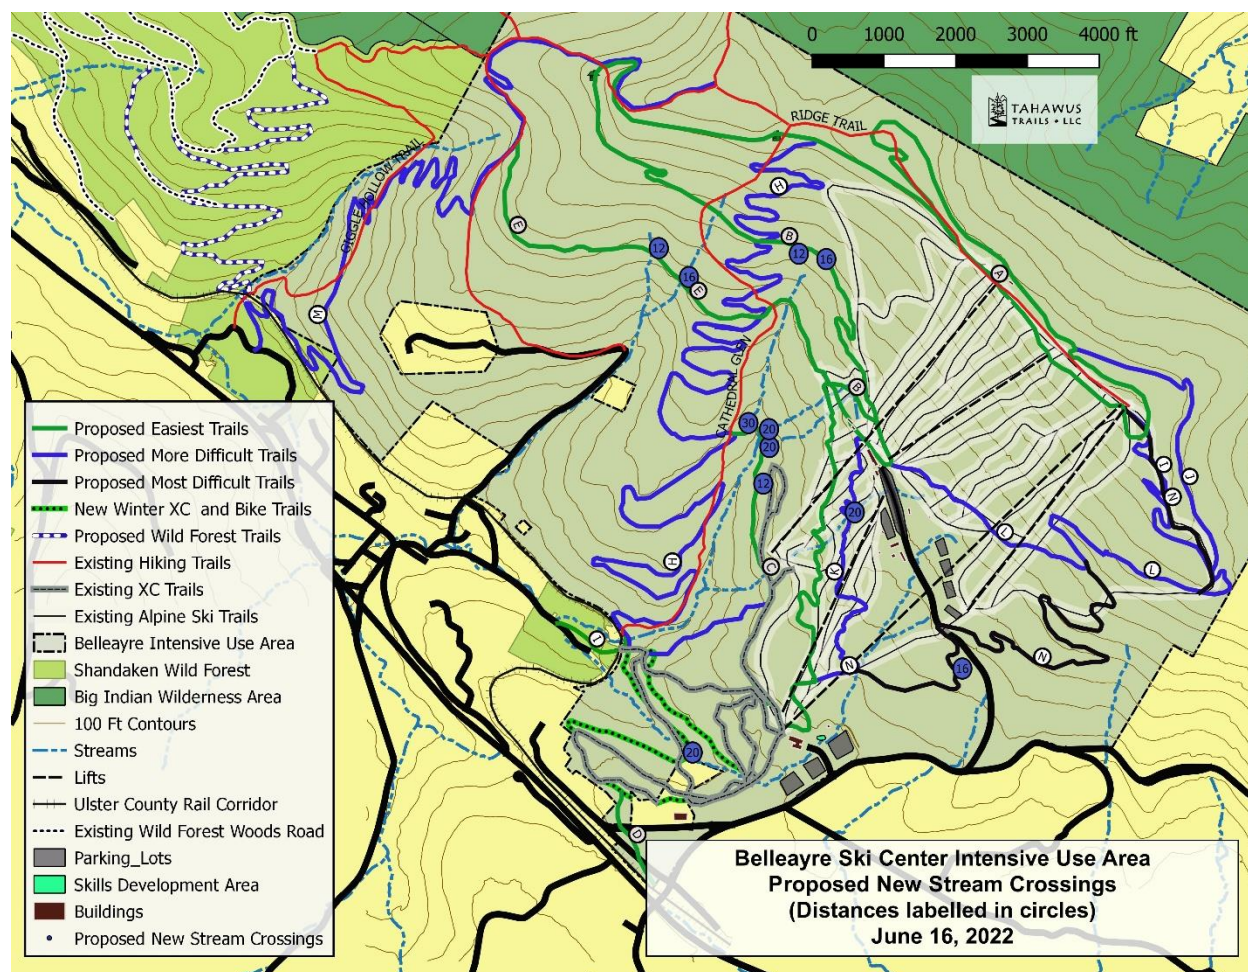 0 1000 2000 3000 4000 ft
TAHAWUS
TRAILS • LLC
RIDGE TRAIL
GIGGLE HOLLOW TRAIL
H
E
B
12
12
16
16
E
A
M
CATHEDRAL GLEN
B
30
20
20
12
20
I
J
N
L
L
H
C
K
I
N
N
16
20
D
Proposed Easiest Trails
Proposed More Difficult Trails
Proposed Most Difficult Trails
New Winter XC and Bike Trails
Proposed Wild Forest Trails
Existing Hiking Trails
Existing XC Trails
Existing Alpine Ski Trails
Belleayre Intensive Use Area
Shandaken Wild Forest
Big Indian Wilderness Area
100 Ft Contours
Streams
Lifts
Ulster County Rail Corridor
Existing Wild Forest Woods Road
Parking_Lots
Skills Development Area
Buildings
Proposed New Stream Crossings
Belleayre Ski Center Intensive Use Area
Proposed New Stream Crossings
(Distances labelled in circles)
June 16, 2022